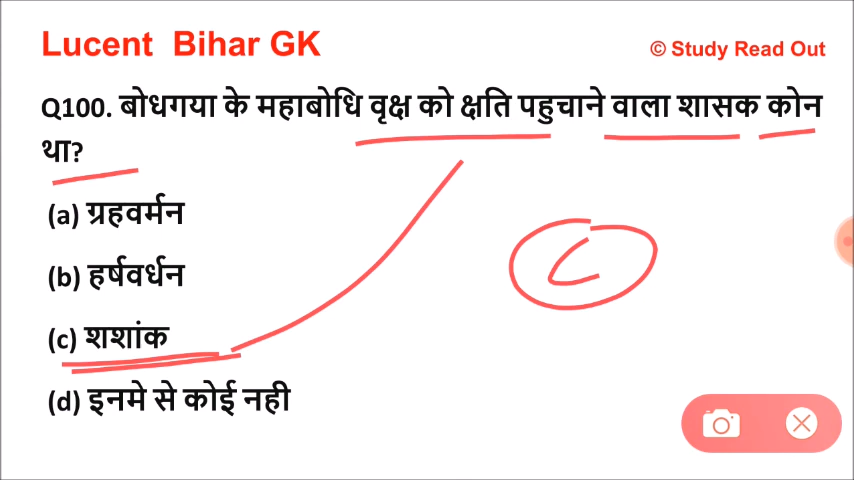 Lucent Bihar GK
© Study Read Out
Q100. बोधगया के महाबोधि वृक्ष को क्षति पहुचाने वाला शासक कोन
था?
(a) ग्रहवर्मन
(b) हर्षवर्धन
(c) शशांक
(d) इनमे से कोई नही
C